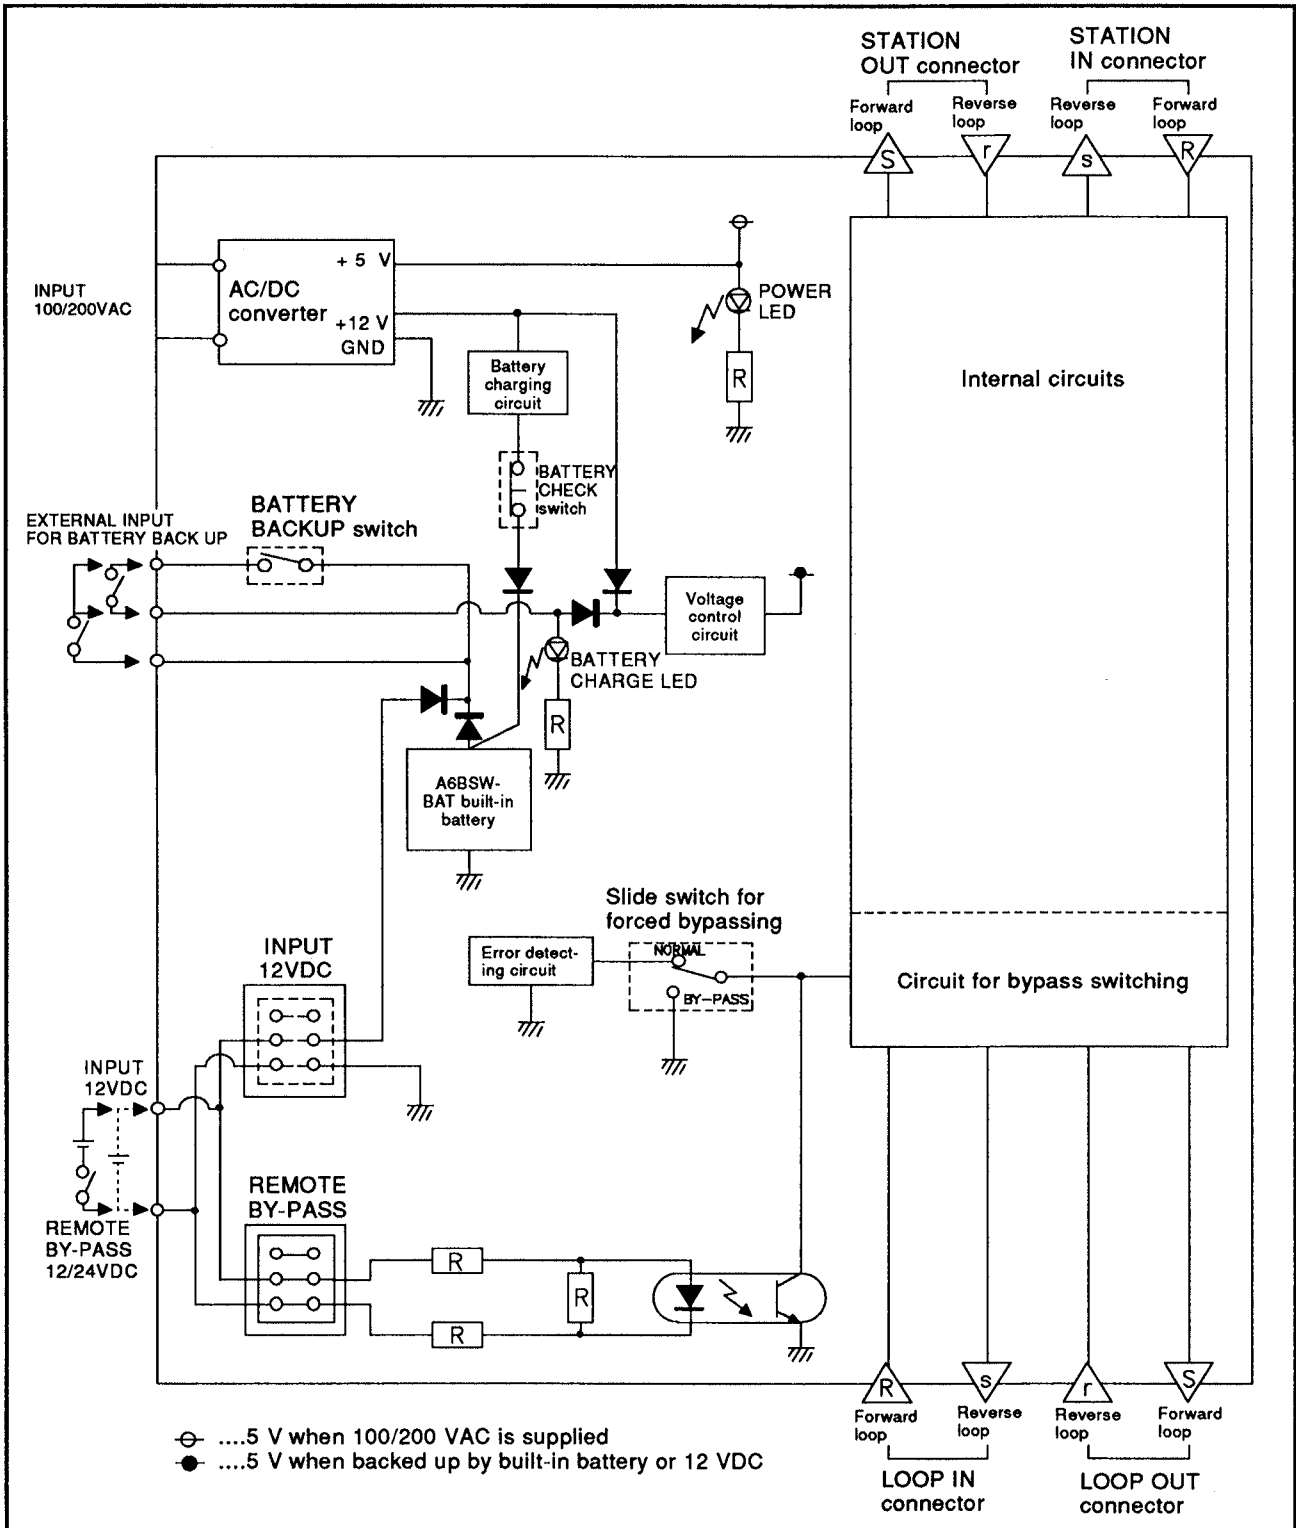 STATION
OUT connector
STATION
IN connector
Forward
loop
Reverse
loop
Reverse
loop
Forward
loop
S
r
s
R
INPUT
100/200VAC
AC/DC
converter
+ 5 V
+12 V
GND
POWER
LED
R
Battery
charging
circuit
Internal circuits
BATTERY
CHECK
switch
BATTERY
BACKUP switch
EXTERNAL INPUT
FOR BATTERY BACK UP
Voltage
control
circuit
BATTERY
CHARGE LED
R
A6BSW-
BAT built-in
battery
Slide switch for
forced bypassing
Error detect-
ing circuit
NORMAL
BY-PASS
Circuit for bypass switching
INPUT
12VDC
INPUT
12VDC
REMOTE
BY-PASS
12/24VDC
REMOTE
BY-PASS
R
R
R
R
s
r
S
Forward
loop
Reverse
loop
Reverse
loop
Forward
loop
LOOP IN
connector
LOOP OUT
connector
....5 V when 100/200 VAC is supplied
....5 V when backed up by built-in battery or 12 VDC